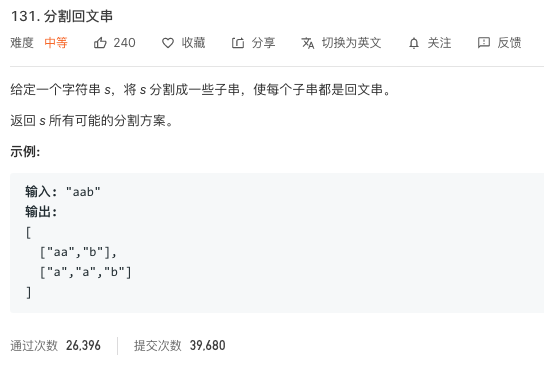 131. 分割回文串
难度 中等 240 收藏 分享 切换为英文 关注 反馈
给定一个字符串 s，将 s 分割成一些子串，使每个子串都是回文串。
返回 s 所有可能的分割方案。
示例:
输入: "aab"
输出:
[
["aa","b"],
["a","a","b"]
]
通过次数 26,396 提交次数 39,680